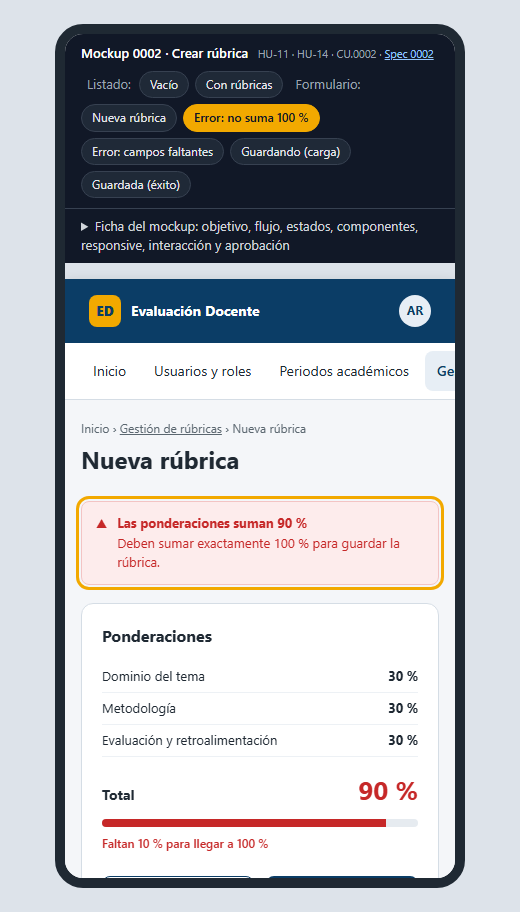 Mockup 0002 · Crear rúbrica HU-11 · HU-14 · CU.0002 · Spec 0002
Listado: Vacío Con rúbricas Formulario:
Nueva rúbrica Error: no suma 100 %
Error: campos faltantes Guardando (carga)
Guardada (éxito)
▶ Ficha del mockup: objetivo, flujo, estados, componentes,
responsive, interacción y aprobación
ED Evaluación Docente AR
Inicio Usuarios y roles Periodos académicos Ge
Inicio › Gestión de rúbricas › Nueva rúbrica
Nueva rúbrica
▲ Las ponderaciones suman 90 %
Deben sumar exactamente 100 % para guardar la
rúbrica.
Ponderaciones
Dominio del tema 30 %
Metodología 30 %
Evaluación y retroalimentación 30 %
Total 90 %
Faltan 10 % para llegar a 100 %